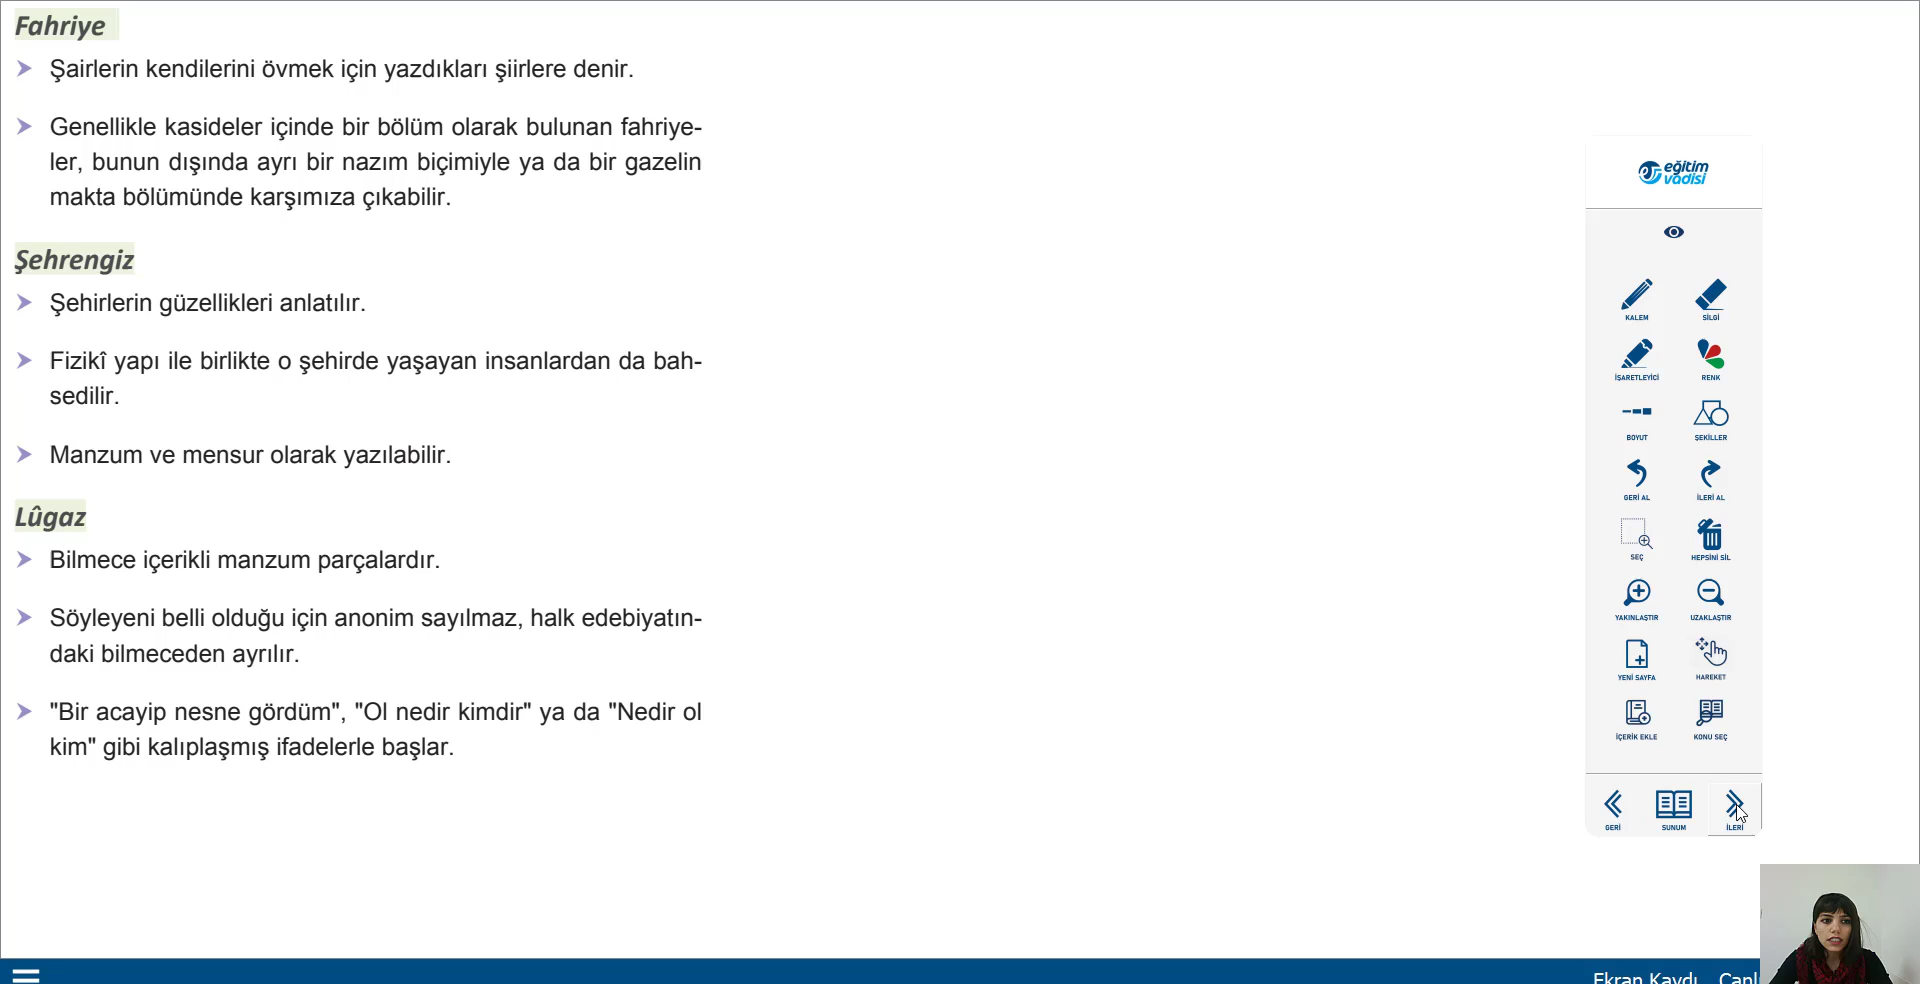 Fahriye
Şairlerin kendilerini övmek için yazdıkları şiirlere denir.
Genellikle kasideler içinde bir bölüm olarak bulunan fahriye-
ler, bunun dışında ayrı bir nazım biçimiyle ya da bir gazelin
makta bölümünde karşımıza çıkabilir.
Şehrengiz
Şehirlerin güzellikleri anlatılır.
Fizikî yapı ile birlikte o şehirde yaşayan insanlardan da bah-
sedilir.
Manzum ve mensur olarak yazılabilir.
Lûgaz
Bilmece içerikli manzum parçalardır.
Söyleyeni belli olduğu için anonim sayılmaz, halk edebiyatın-
daki bilmeceden ayrılır.
"Bir acayip nesne gördüm", "Ol nedir kimdir" ya da "Nedir ol
kim" gibi kalıplaşmış ifadelerle başlar.
eğitim
vadisi
KALEM SİLGİ
İŞARETLEYİCİ RENK
BOYUT ŞEKİLLER
GERİ AL İLERİ AL
SEÇ HEPSİNİ SİL
YAKINLAŞTIR UZAKLAŞTIR
YENİ SAYFA HAREKET
İÇERİK EKLE KONU SEÇ
GERİ SUNUM İLERİ
Ekran Kaydı